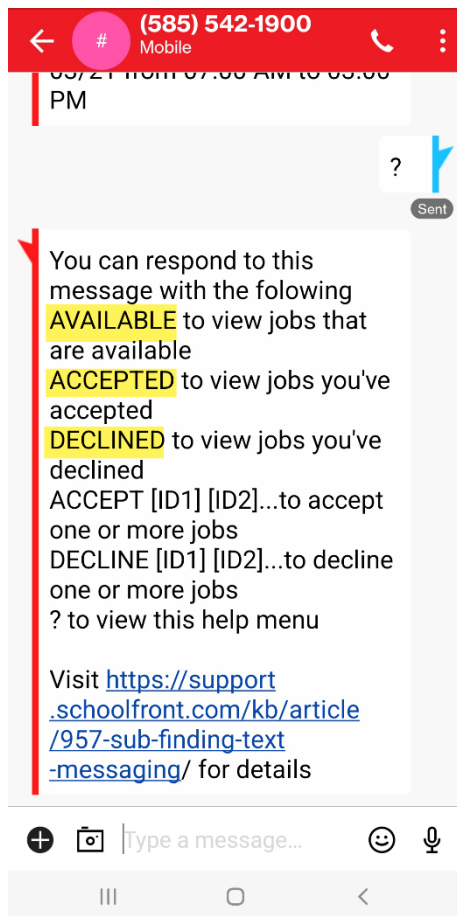 (585) 542-1900
#
Mobile
PM
?
Sent
You can respond to this
message with the folowing
AVAILABLE to view jobs that
are available
ACCEPTED to view jobs you've
accepted
DECLINED to view jobs you've
declined
ACCEPT [ID1] [ID2]...to accept
one or more jobs
DECLINE [ID1] [ID2]...to decline
one or more jobs
? to view this help menu
Visit https://support
.schoolfront.com/kb/article
/957-sub-finding-text
-messaging/ for details
Type a message...